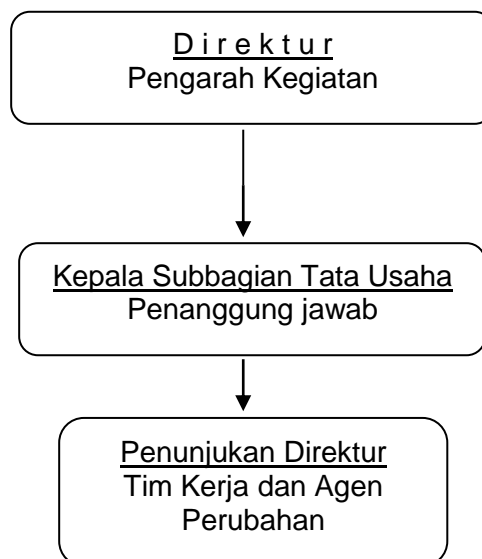 D i r e k t u r
Pengarah Kegiatan
Kepala Subbagian Tata Usaha
Penanggung jawab
Penunjukan Direktur
Tim Kerja dan Agen
Perubahan